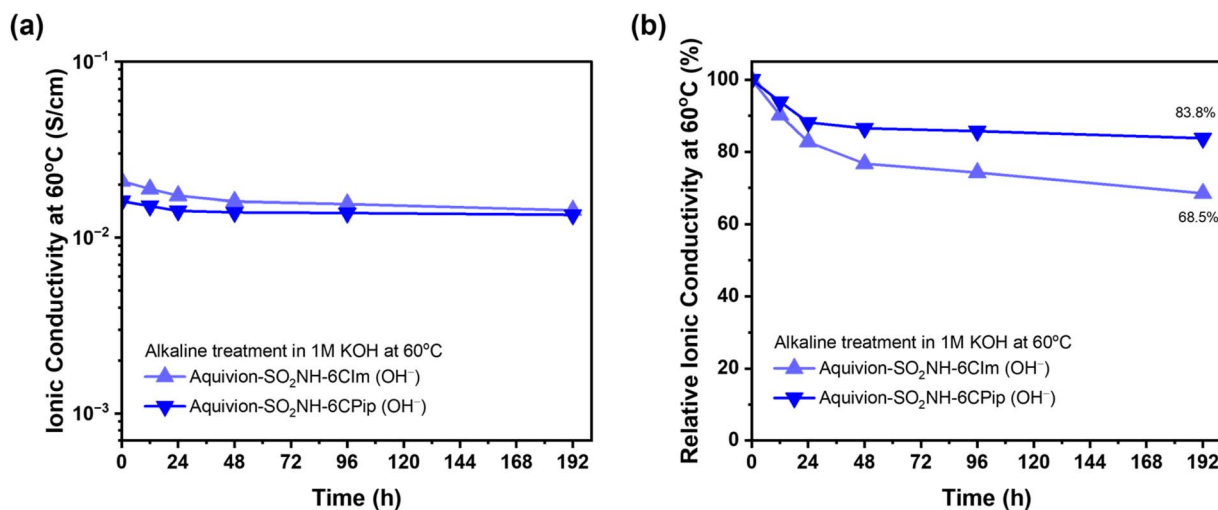 (a)
Ionic Conductivity at 60°C (S/cm)
10⁻¹
10⁻²
10⁻³
Alkaline treatment in 1M KOH at 60°C
Aquivion-SO₂NH-6CIm (OH⁻)
Aquivion-SO₂NH-6CPip (OH⁻)
0 24 48 72 96 120 144 168 192
Time (h)
(b)
Relative Ionic Conductivity at 60°C (%)
100
80
60
40
20
0
83.8%
68.5%
Alkaline treatment in 1M KOH at 60°C
Aquivion-SO₂NH-6CIm (OH⁻)
Aquivion-SO₂NH-6CPip (OH⁻)
0 24 48 72 96 120 144 168 192
Time (h)